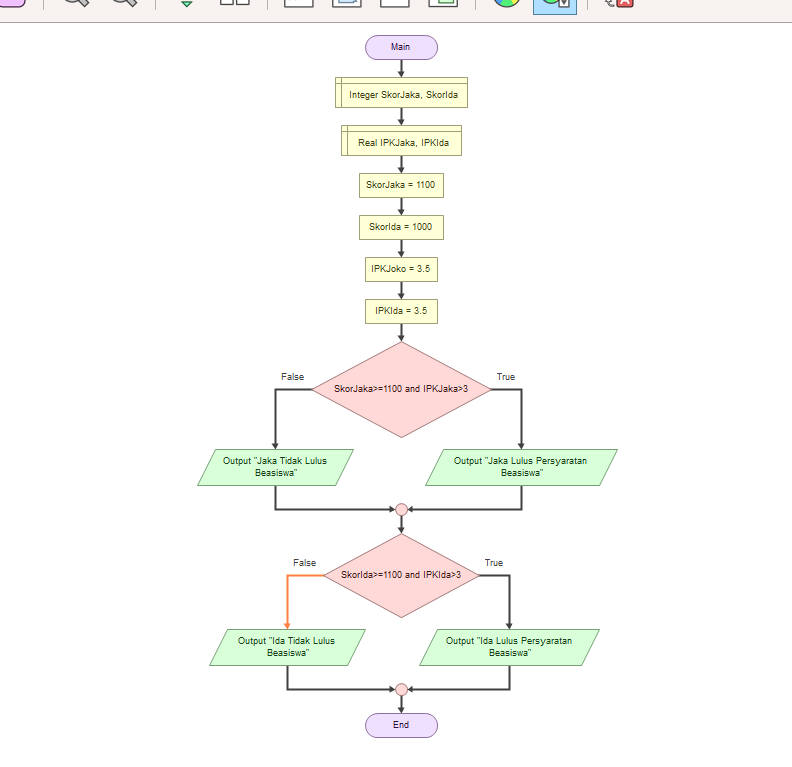 Main
Integer SkorJaka, SkorIda
Real IPKJaka, IPKIda
SkorJaka = 1100
SkorIda = 1000
IPKJoko = 3.5
IPKIda = 3.5
False
True
SkorJaka>=1100 and IPKJaka>3
Output "Jaka Tidak Lulus
Beasiswa"
Output "Jaka Lulus Persyaratan
Beasiswa"
False
True
SkorIda>=1100 and IPKIda>3
Output "Ida Tidak Lulus
Beasiswa"
Output "Ida Lulus Persyaratan
Beasiswa"
End